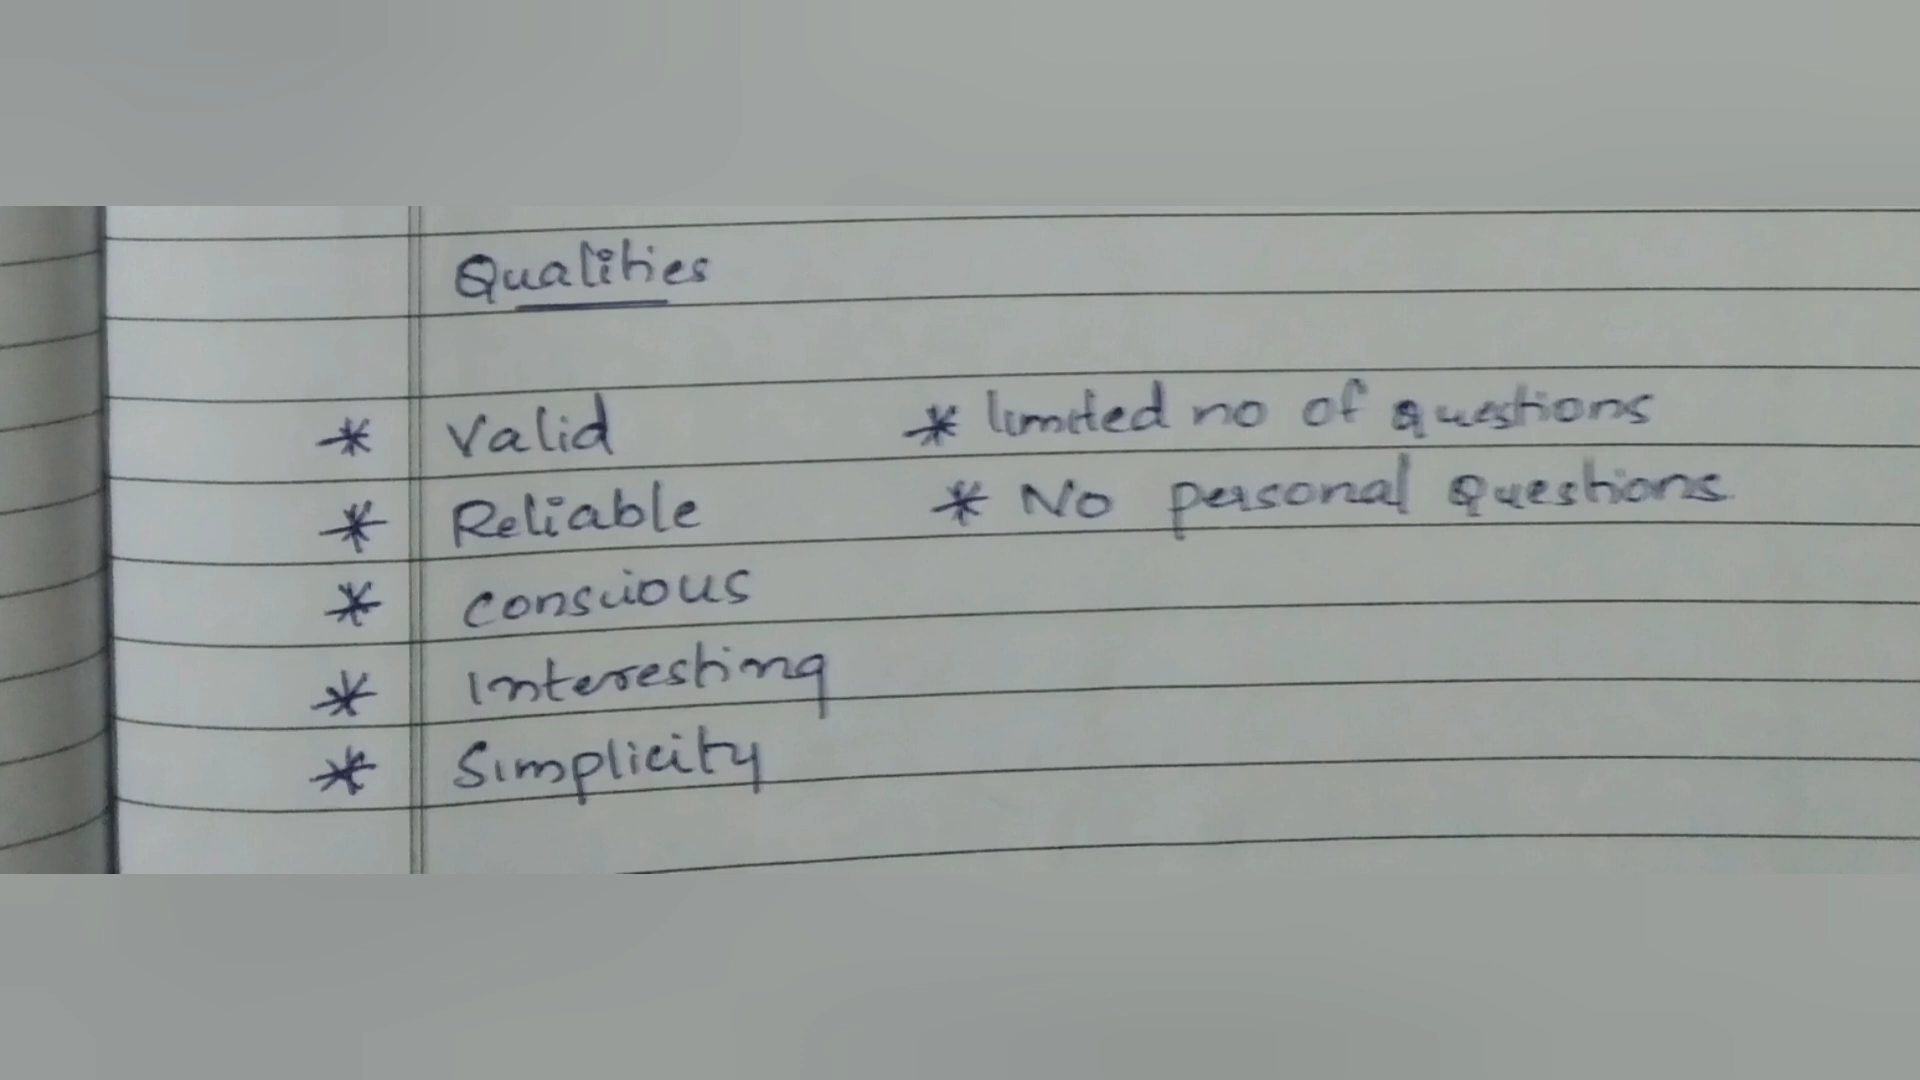 Qualities
* Valid * limited no of questions
* Reliable * No personal Questions
* conscious
* Interesting
* Simplicity